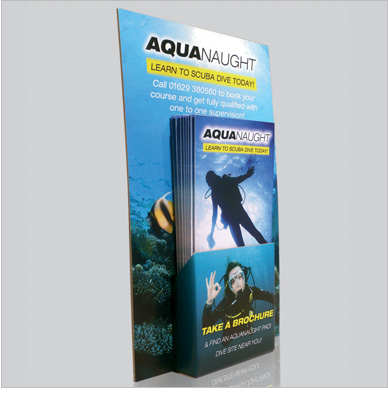 AQUANAUGHT
LEARN TO SCUBA DIVE TODAY!
Call 01629 380560 to book your
course and get fully qualified with
one to one supervision!
AQUANAUGHT
LEARN TO SCUBA DIVE TODAY!
TAKE A BROCHURE
& FIND AN AQUANAUGHT PADI
DIVE SITE NEAR YOU!